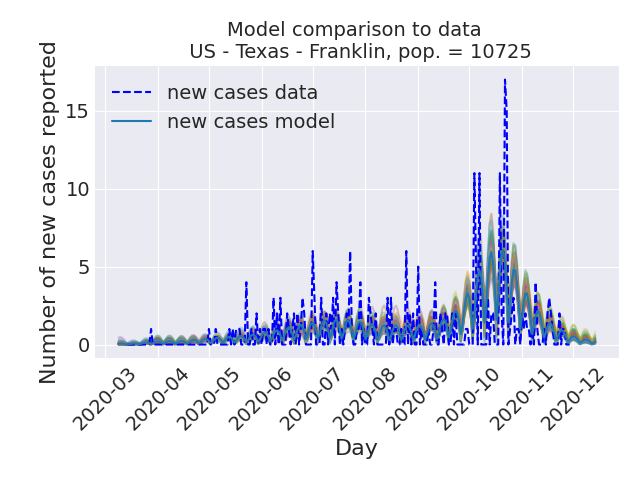 Model comparison to data
US - Texas - Franklin, pop. = 10725
Number of new cases reported
15
10
5
0
new cases data
new cases model
2020-03
2020-04
2020-05
2020-06
2020-07
2020-08
2020-09
2020-10
2020-11
2020-12
Day